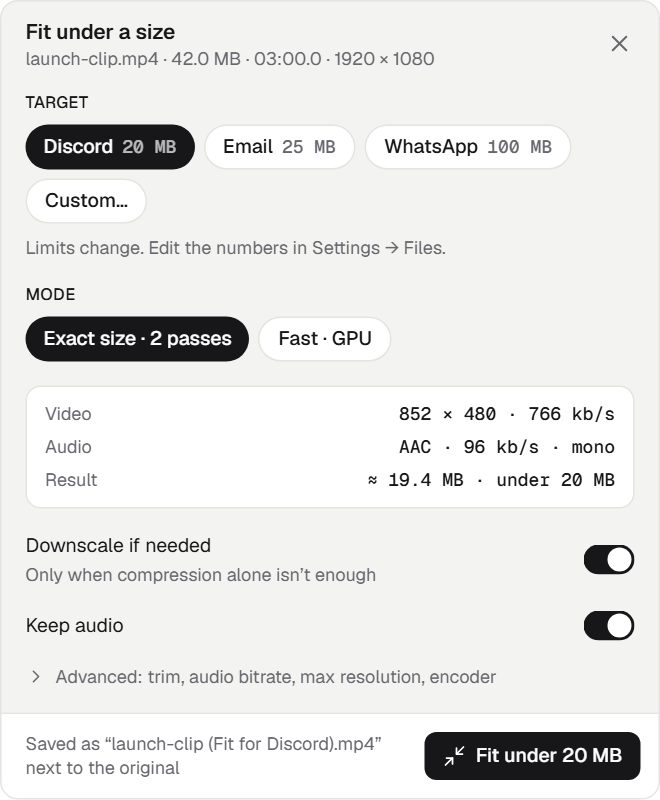 Fit under a size
launch-clip.mp4 · 42.0 MB · 03:00.0 · 1920 × 1080
TARGET
Discord 20 MB Email 25 MB WhatsApp 100 MB
Custom...
Limits change. Edit the numbers in Settings → Files.
MODE
Exact size · 2 passes Fast · GPU
Video 852 × 480 · 766 kb/s
Audio AAC · 96 kb/s · mono
Result ≈ 19.4 MB · under 20 MB
Downscale if needed
Only when compression alone isn’t enough
Keep audio
Advanced: trim, audio bitrate, max resolution, encoder
Saved as “launch-clip (Fit for Discord).mp4”
next to the original
Fit under 20 MB